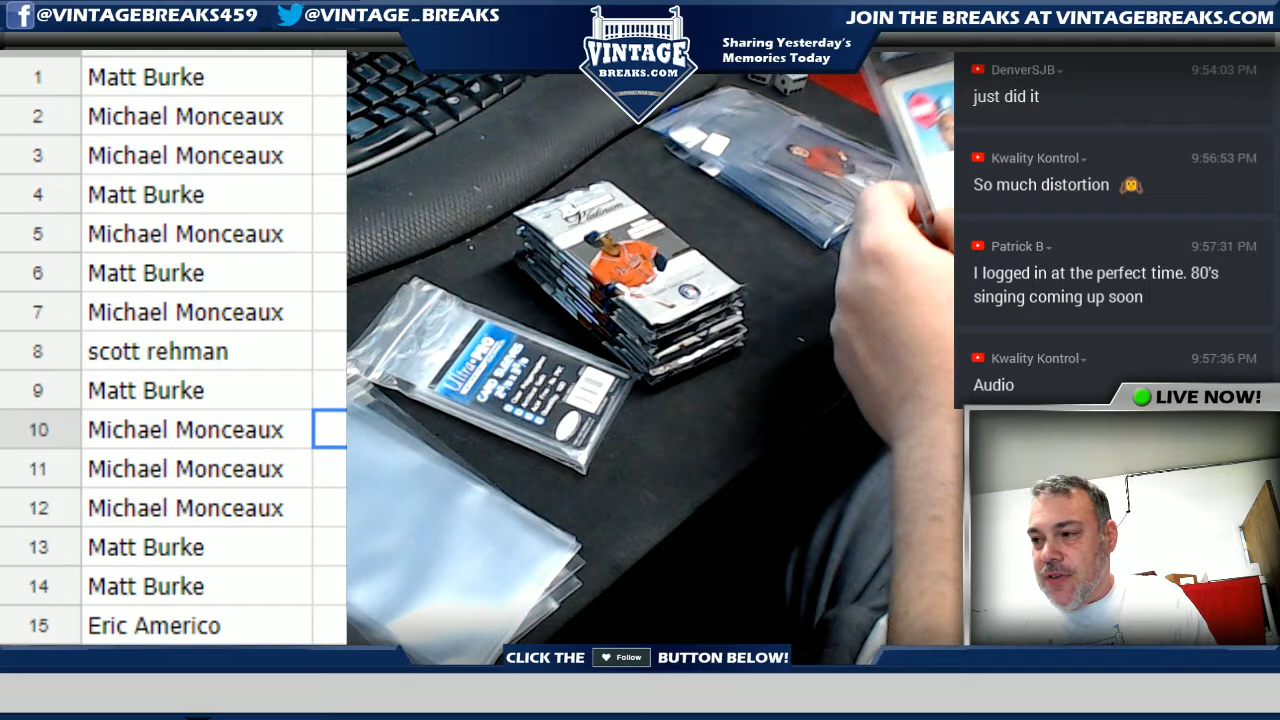 @VINTAGEBREAKS459
@VINTAGE_BREAKS
VINTAGE
BREAKS.COM
Sharing Yesterday's
Memories Today
JOIN THE BREAKS AT VINTAGEBREAKS.COM
1 Matt Burke
2 Michael Monceaux
3 Michael Monceaux
4 Matt Burke
5 Michael Monceaux
6 Matt Burke
7 Michael Monceaux
8 scott rehman
9 Matt Burke
10 Michael Monceaux
11 Michael Monceaux
12 Michael Monceaux
13 Matt Burke
14 Matt Burke
15 Eric Americo
Platinum
Ultra PRO
CARD SLEEVES
DenverSJB 9:54:03 PM
just did it
Kwality Kontrol 9:56:53 PM
So much distortion 🙉
Patrick B 9:57:31 PM
I logged in at the perfect time. 80's
singing coming up soon
Kwality Kontrol 9:57:36 PM
Audio
LIVE NOW!
CLICK THE Follow BUTTON BELOW!